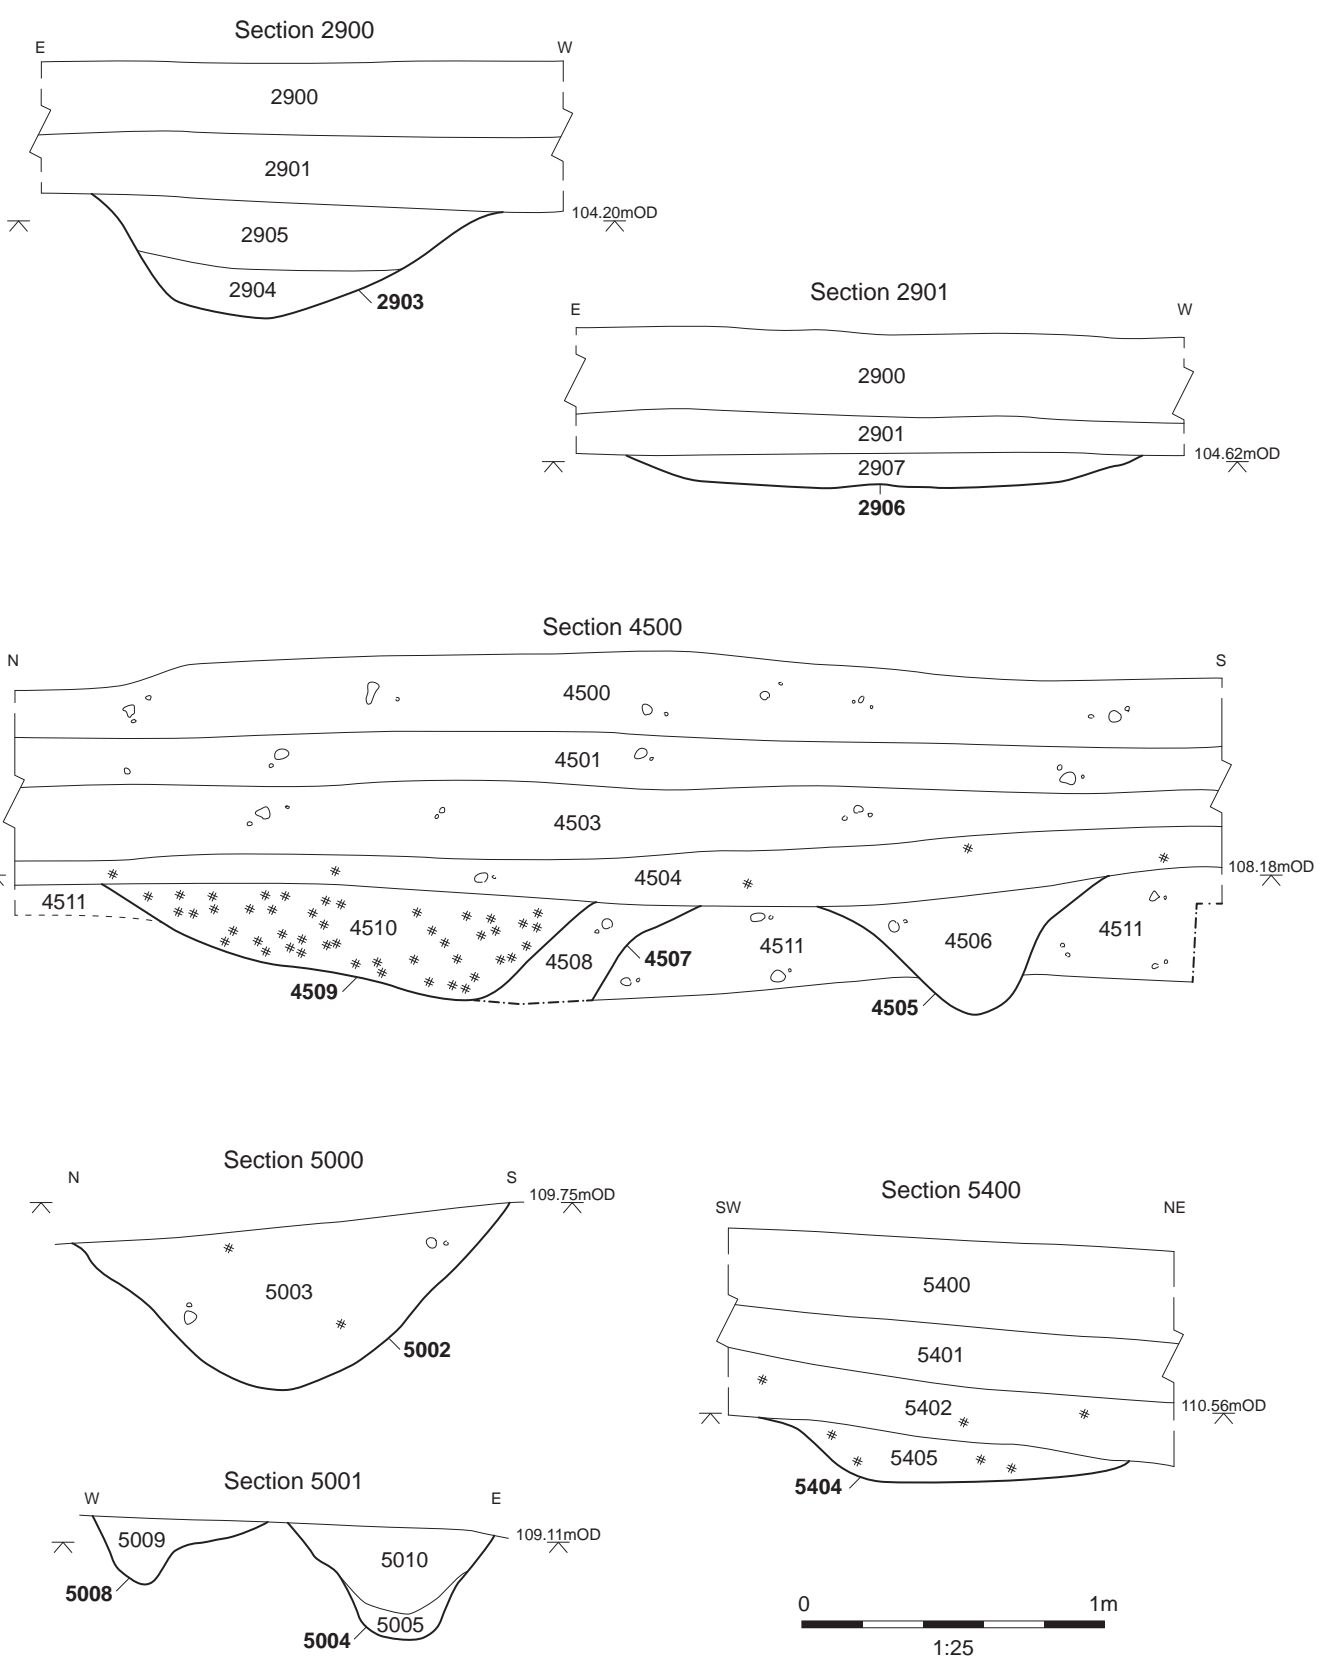 Section 2900
E W
2900
2901
104.20mOD
2905
2904
2903
Section 2901
E W
2900
2901
104.62mOD
2907
2906
Section 4500
N S
4500
4501
4503
4504
108.18mOD
4511
4510
4508
4507
4511
4506
4511
4509
4505
Section 5000
N S
109.75mOD
5003
5002
Section 5400
SW NE
5400
5401
5402
110.56mOD
5405
5404
Section 5001
W E
109.11mOD
5009
5010
5008
5005
5004
0 1m
1:25